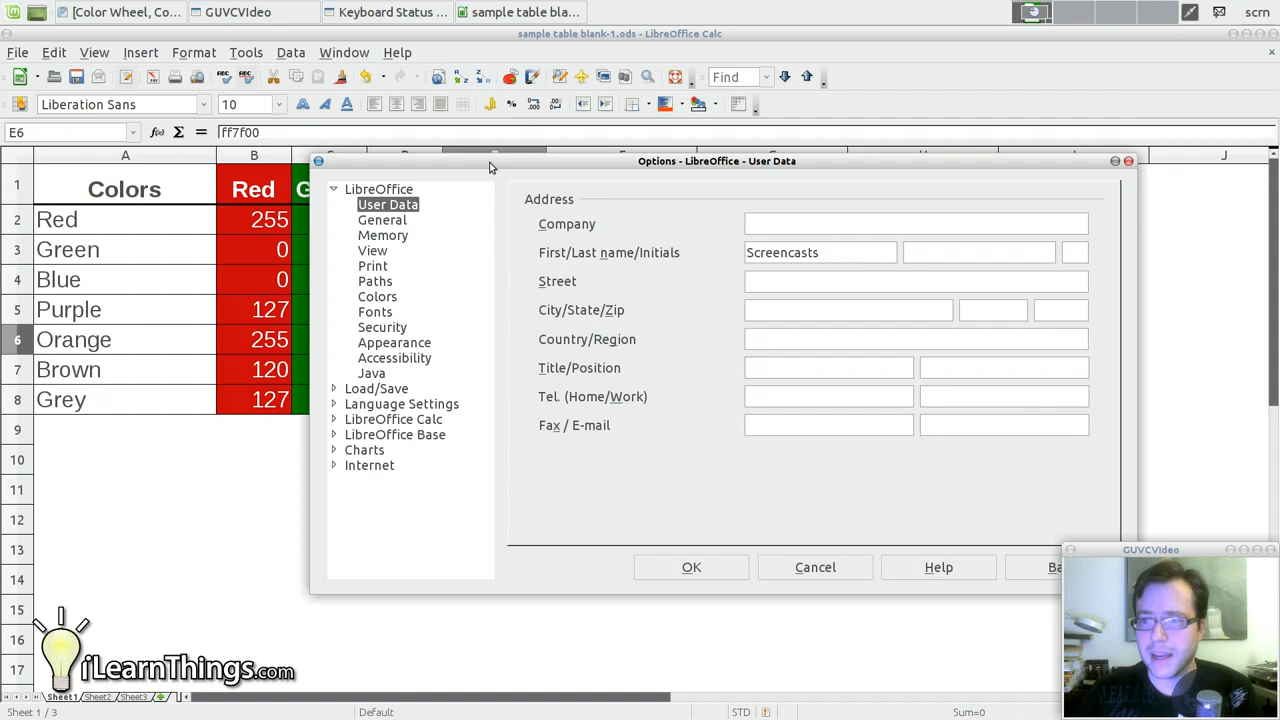 [Color Wheel, Co...
GUVCVIdeo
Keyboard Status ...
sample table bla...
scrn
sample table blank-1.ods - LibreOffice Calc
File Edit View Insert Format Tools Data Window Help
Find
Liberation Sans
10
E6
ff7f00
A B J
1 Colors Red G
2 Red 255
3 Green 0
4 Blue 0
5 Purple 127
6 Orange 255
7 Brown 120
8 Grey 127
9
10
11
12
13
14
15
16
17
Options - LibreOffice - User Data
LibreOffice
User Data
General
Memory
View
Print
Paths
Colors
Fonts
Security
Appearance
Accessibility
Java
Load/Save
Language Settings
LibreOffice Calc
LibreOffice Base
Charts
Internet
Address
Company
First/Last name/Initials Screencasts
Street
City/State/Zip
Country/Region
Title/Position
Tel. (Home/Work)
Fax / E-mail
OK Cancel Help Ba
GUVCVIdeo
iLearnThings.com
Sheet1 Sheet2 Sheet3
Sheet 1 / 3 Default STD Sum=0